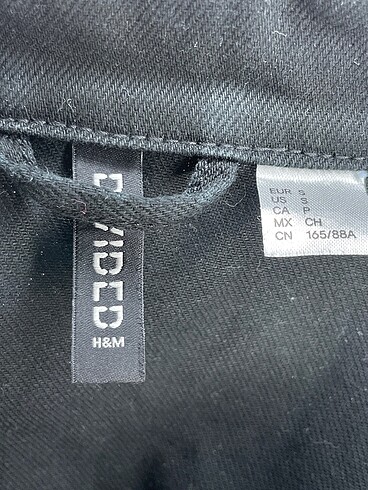 DIVIDED
H&M
EUR S
US S
CA P
MX CH
CN 165/88A